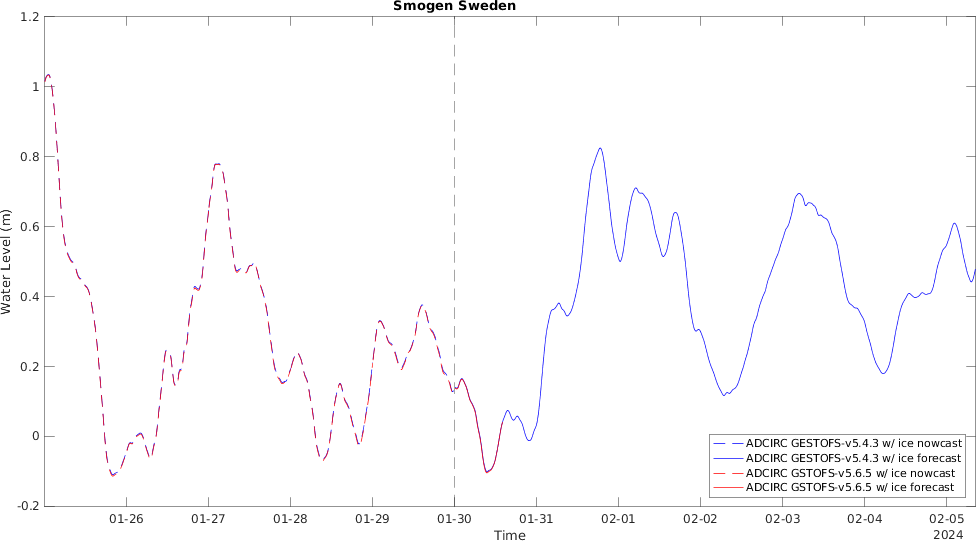 Smogen Sweden
1.2
1
0.8
0.6
0.4
0.2
0
-0.2
Water Level (m)
01-26 01-27 01-28 01-29 01-30 01-31 02-01 02-02 02-03 02-04 02-05
Time
2024
ADCIRC GESTOFS-v5.4.3 w/ ice nowcast
ADCIRC GESTOFS-v5.4.3 w/ ice forecast
ADCIRC GSTOFS-v5.6.5 w/ ice nowcast
ADCIRC GSTOFS-v5.6.5 w/ ice forecast